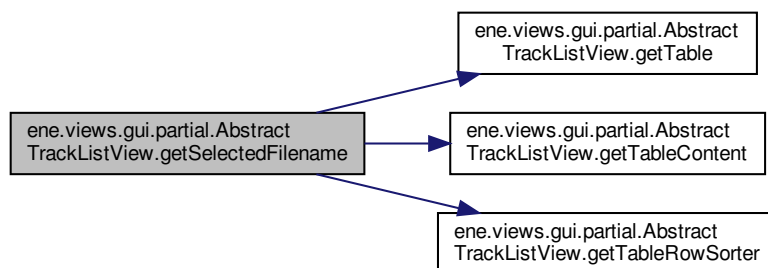 ene.views.gui.partial.Abstract
TrackListView.getTable
ene.views.gui.partial.Abstract
TrackListView.getSelectedFilename
ene.views.gui.partial.Abstract
TrackListView.getTableContent
ene.views.gui.partial.Abstract
TrackListView.getTableRowSorter